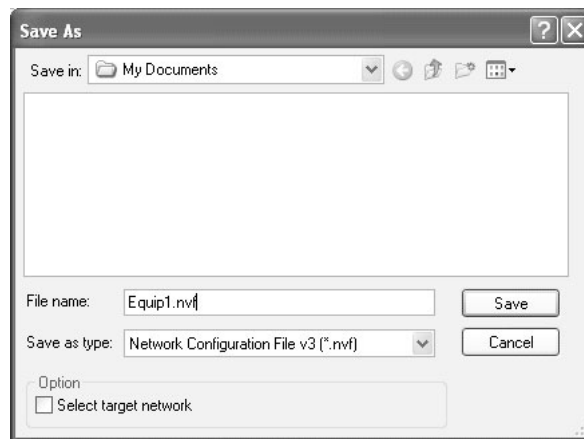 Save As
Save in: My Documents
File name: Equip1.nvf
Save
Save as type: Network Configuration File v3 (*.nvf)
Cancel
Option
Select target network